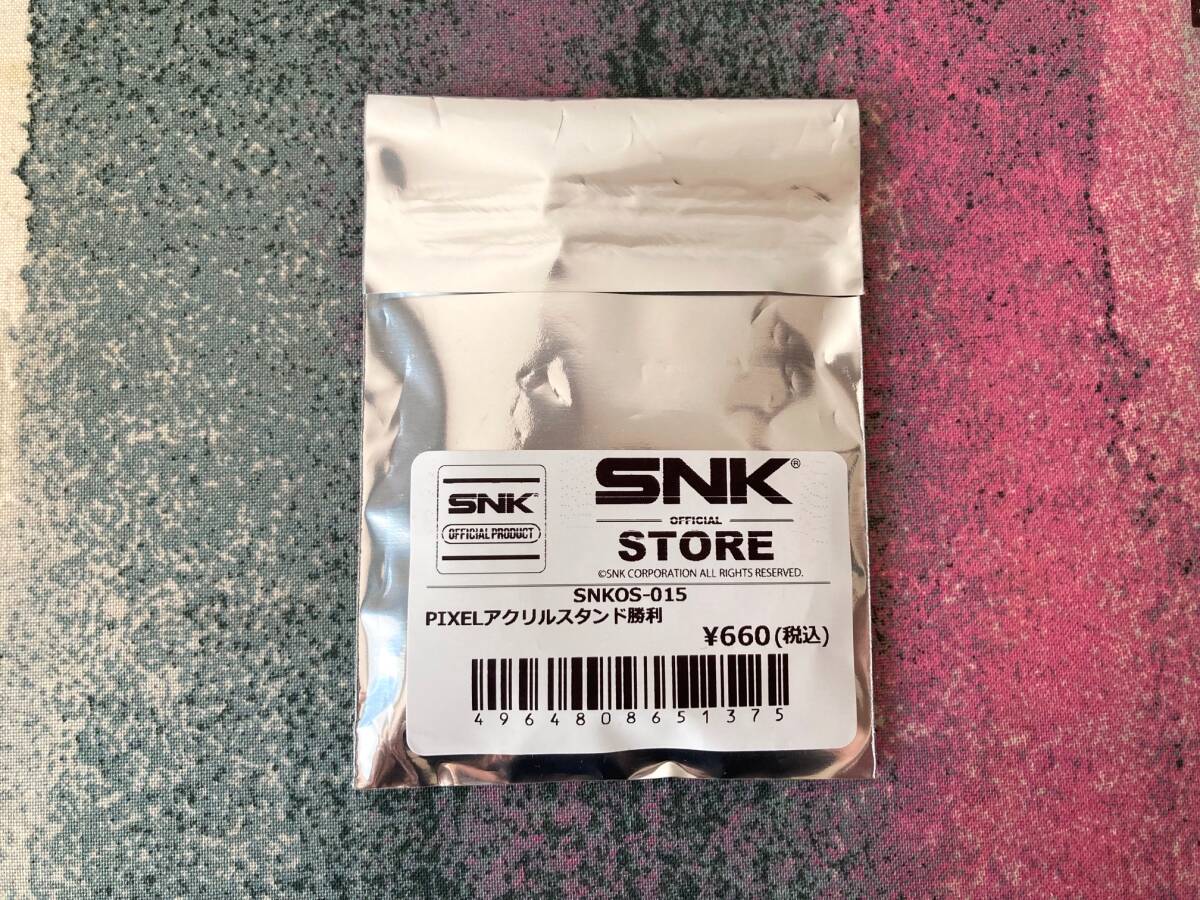 SNK®
OFFICIAL PRODUCT
SNK®
OFFICIAL
STORE
©SNK CORPORATION ALL RIGHTS RESERVED.
SNKOS-015
PIXELアクリルスタンド勝利
¥660(税込)
4964808651375